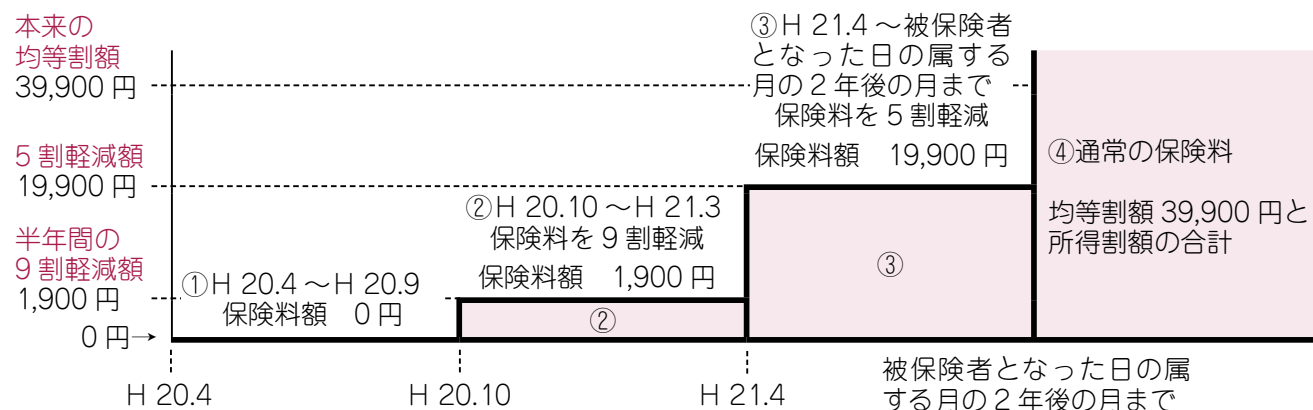 本来の
均等割額
39,900 円
5 割軽減額
19,900 円
半年間の
9 割軽減額
1,900 円
0 円→
①H 20.4 ～H 20.9
保険料額 0 円
②H 20.10 ～H 21.3
保険料を 9 割軽減
保険料額 1,900 円
②
③H 21.4 ～被保険者
となった日の属する
月の 2 年後の月まで
保険料を 5 割軽減
保険料額 19,900 円
③
④通常の保険料
均等割額 39,900 円と
所得割額の合計
H 20.4
H 20.10
H 21.4
被保険者となった日の属
する月の 2 年後の月まで